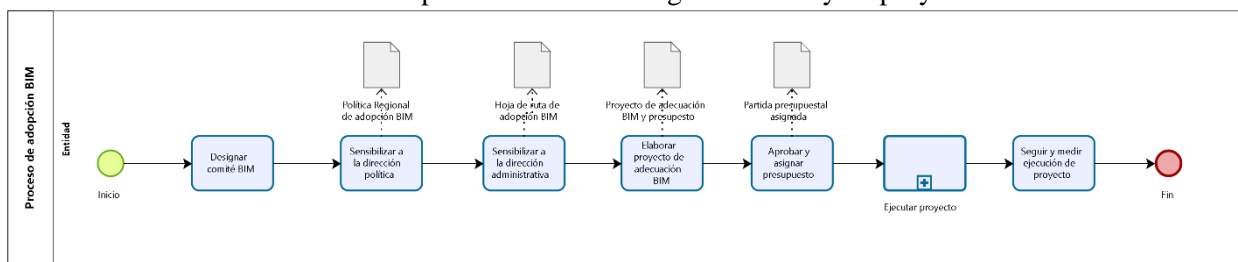 Proceso de adopción BIM
Entidad
Inicio
Designar
comité BIM
Política Regional
de adopción BIM
Sensibilizar a
la dirección
política
Hoja de ruta de
adopción BIM
Sensibilizar a
la dirección
administrativa
Proyecto de adecuación
BIM y presupesto
Elaborar
proyecto de
adecuación
BIM
Partida presupuestal
asignada
Aprobar y
asignar
presupuesto
Ejecutar proyecto
Seguir y medir
ejecución de
proyecto
Fin